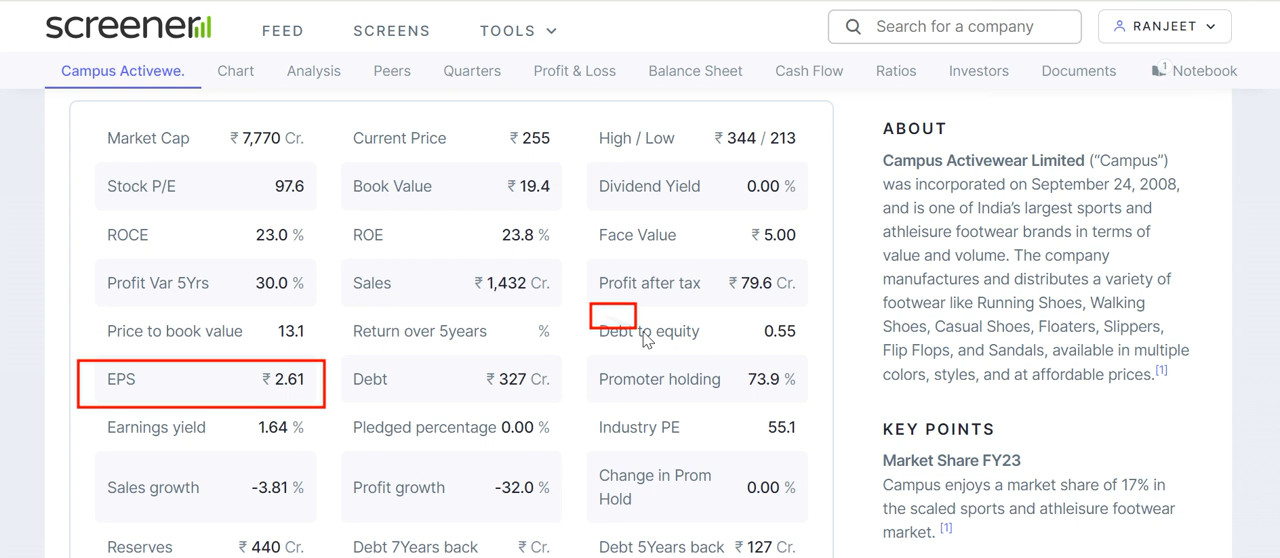 screener FEED SCREENS TOOLS Search for a company RANJEET
Campus Activewe. Chart Analysis Peers Quarters Profit & Loss Balance Sheet Cash Flow Ratios Investors Documents 1 Notebook
Market Cap ₹ 7,770 Cr. Current Price ₹ 255 High / Low ₹ 344 / 213
Stock P/E 97.6 Book Value ₹ 19.4 Dividend Yield 0.00 %
ROCE 23.0 % ROE 23.8 % Face Value ₹ 5.00
Profit Var 5Yrs 30.0 % Sales ₹ 1,432 Cr. Profit after tax ₹ 79.6 Cr.
Price to book value 13.1 Return over 5years % Debt to equity 0.55
EPS ₹ 2.61 Debt ₹ 327 Cr. Promoter holding 73.9 %
Earnings yield 1.64 % Pledged percentage 0.00 % Industry PE 55.1
Sales growth -3.81 % Profit growth -32.0 % Change in Prom
Hold 0.00 %
Reserves ₹ 440 Cr. Debt 7Years back ₹ Cr. Debt 5Years back ₹ 127 Cr.
ABOUT
Campus Activewear Limited (“Campus”)
was incorporated on September 24, 2008,
and is one of India’s largest sports and
athleisure footwear brands in terms of
value and volume. The company
manufactures and distributes a variety of
footwear like Running Shoes, Walking
Shoes, Casual Shoes, Floaters, Slippers,
Flip Flops, and Sandals, available in multiple
colors, styles, and at affordable prices.[1]
KEY POINTS
Market Share FY23
Campus enjoys a market share of 17% in
the scaled sports and athleisure footwear
market. [1]